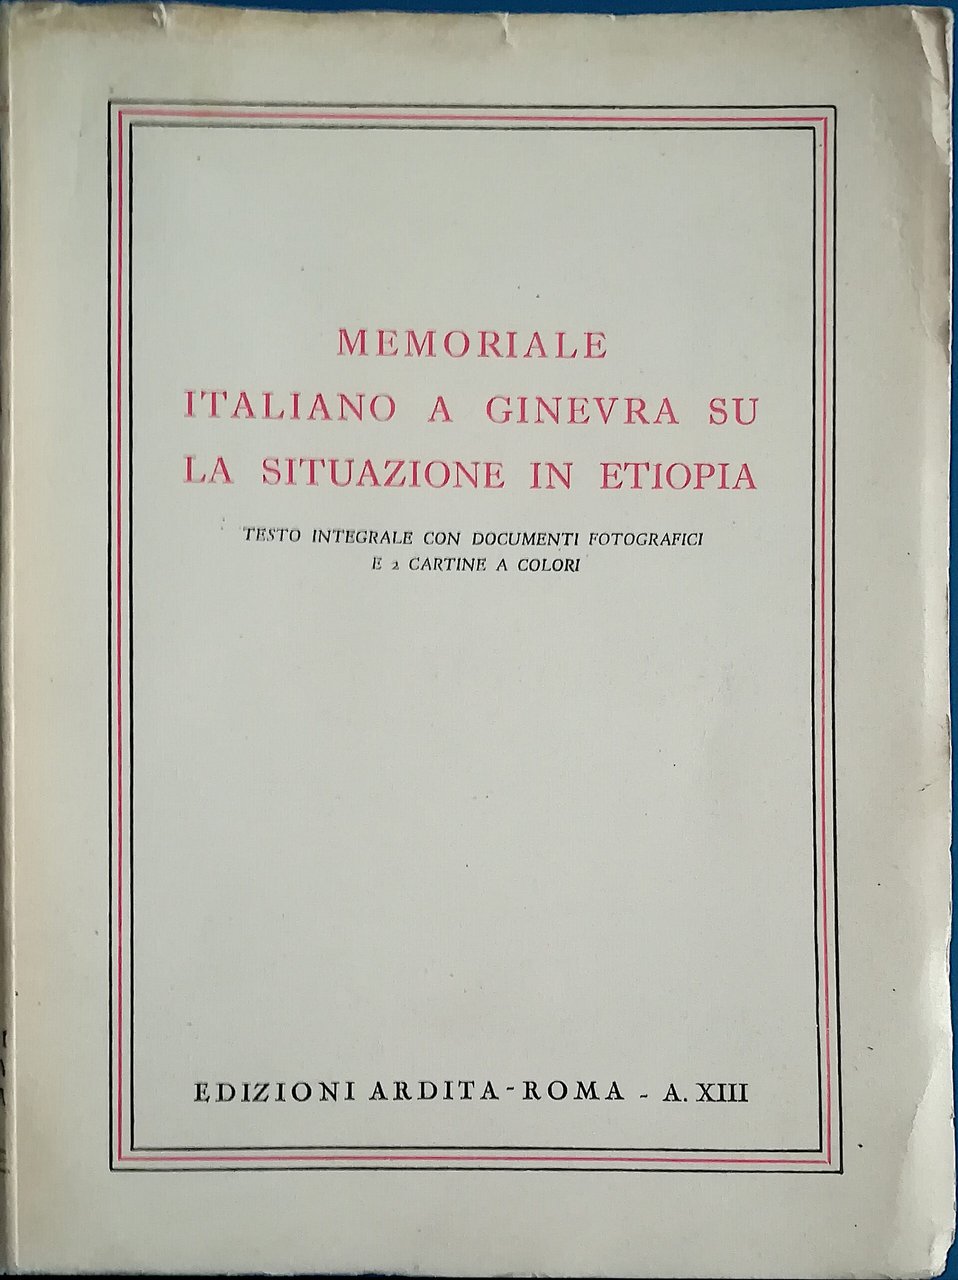 MEMORIALE
ITALIANO A GINEVRA SU
LA SITUAZIONE IN ETIOPIA
TESTO INTEGRALE CON DOCUMENTI FOTOGRAFICI
E 2 CARTINE A COLORI
EDIZIONI ARDITA - ROMA - A. XIII